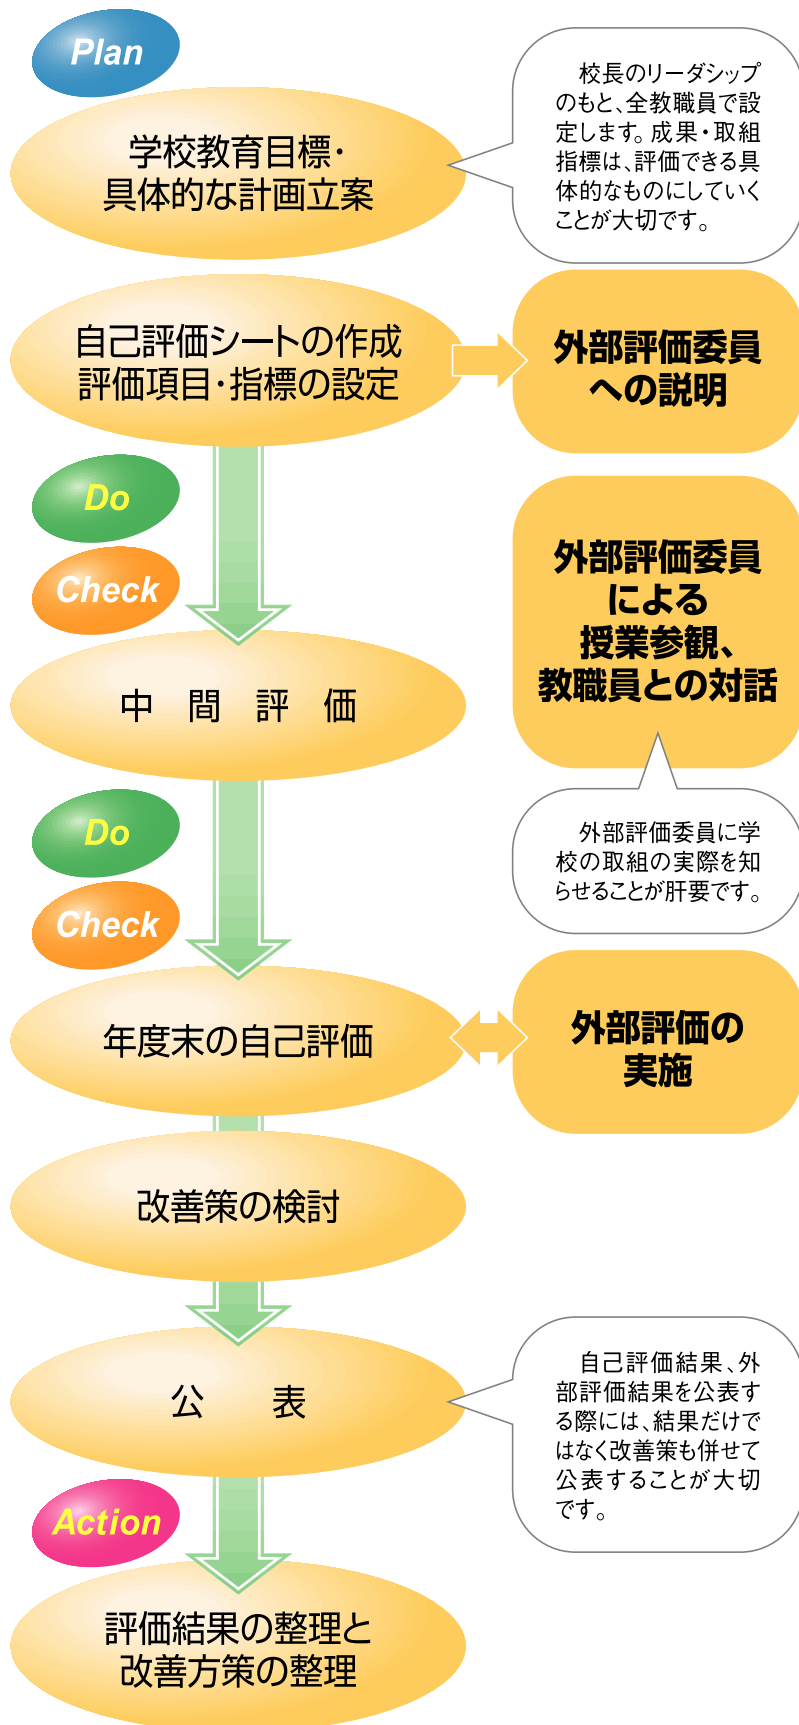 Plan
学校教育目標・
具体的な計画立案
校長のリーダシップ
のもと、全教職員で設
定します。成果・取組
指標は、評価できる具
体的なものにしていく
ことが大切です。
自己評価シートの作成
評価項目・指標の設定
外部評価委員
への説明
Do
Check
外部評価委員
による
授業参観、
教職員との対話
中間評価
外部評価委員に学
校の取組の実際を知
らせることが肝要です。
Do
Check
年度末の自己評価
外部評価の
実施
改善策の検討
公表
自己評価結果、外
部評価結果を公表す
る際には、結果だけで
はなく改善策も併せて
公表することが大切
です。
Action
評価結果の整理と
改善方策の整理